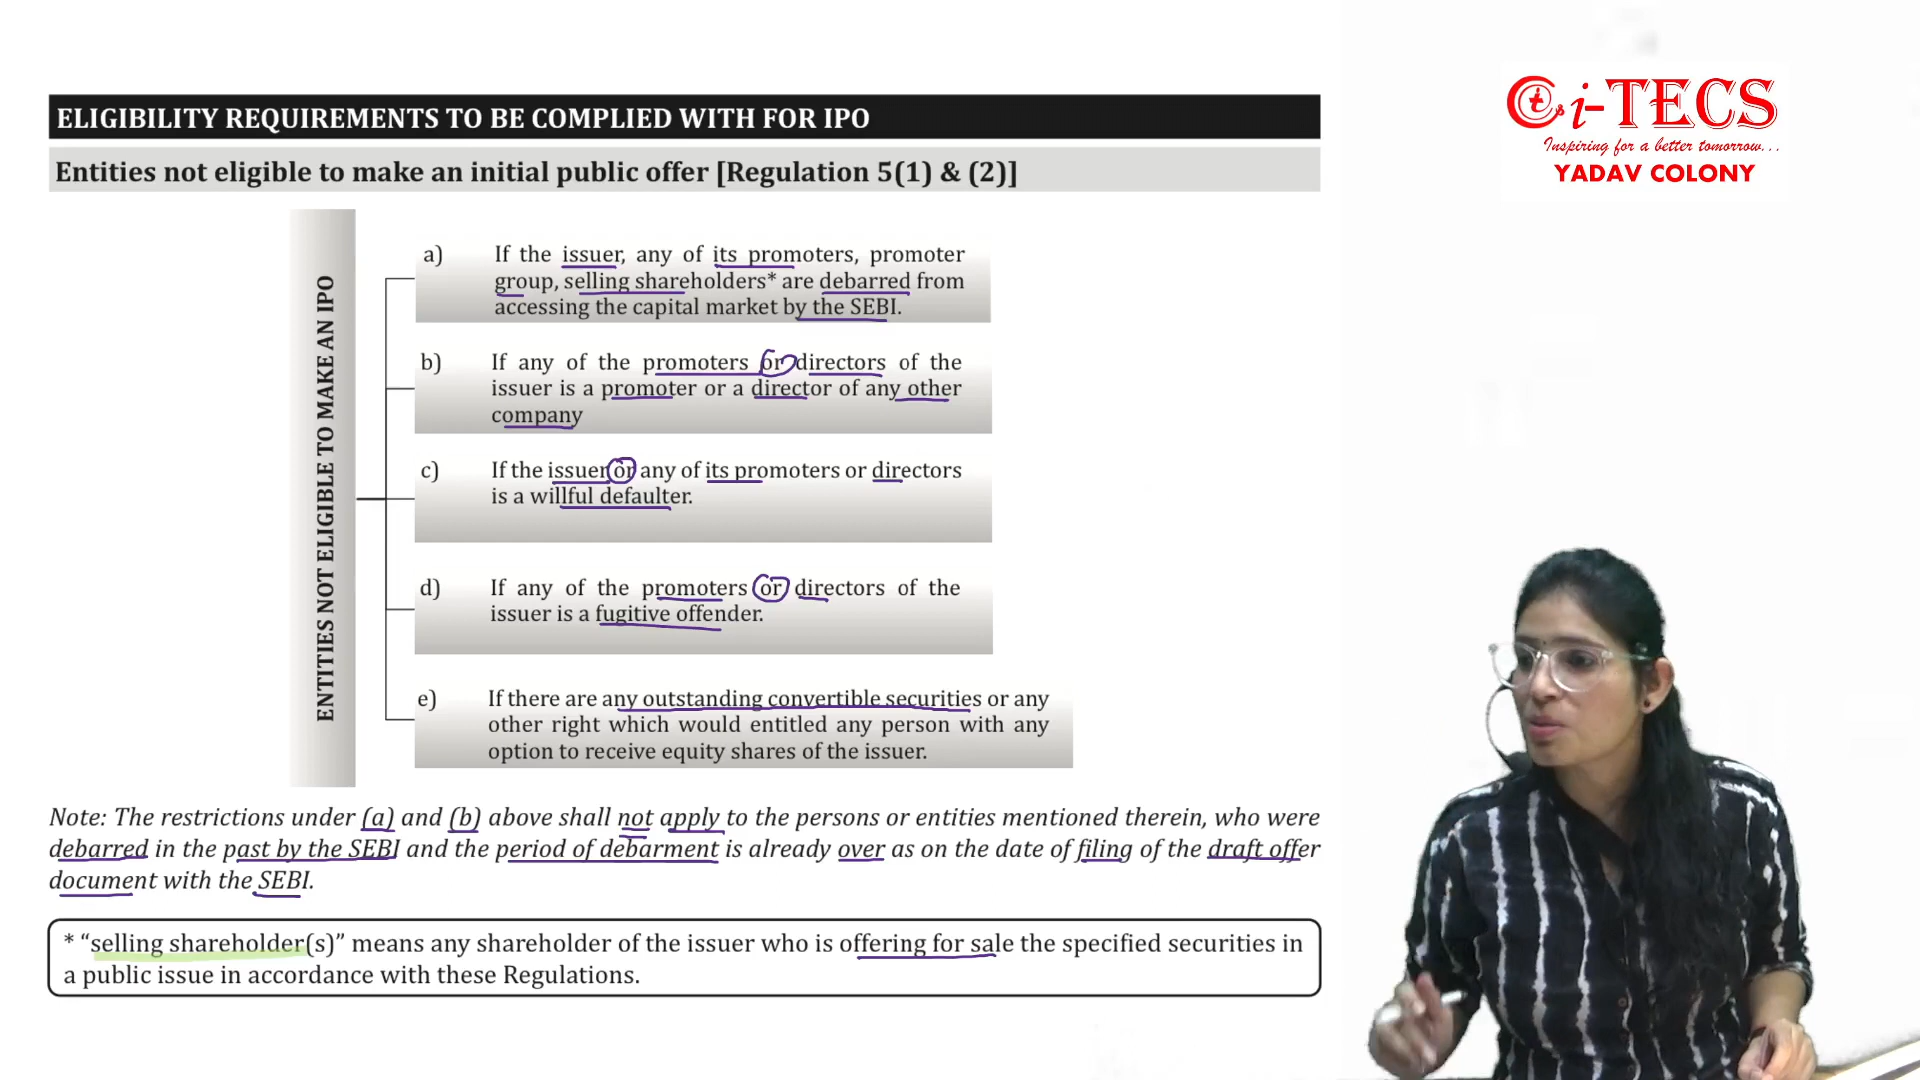 ELIGIBILITY REQUIREMENTS TO BE COMPLIED WITH FOR IPO
Entities not eligible to make an initial public offer [Regulation 5(1) & (2)]
ENTITIES NOT ELIGIBLE TO MAKE AN IPO
a) If the issuer, any of its promoters, promoter
group, selling shareholders* are debarred from
accessing the capital market by the SEBI.
b) If any of the promoters or directors of the
issuer is a promoter or a director of any other
company
c) If the issuer or any of its promoters or directors
is a willful defaulter.
d) If any of the promoters or directors of the
issuer is a fugitive offender.
e) If there are any outstanding convertible securities or any
other right which would entitled any person with any
option to receive equity shares of the issuer.
Note: The restrictions under (a) and (b) above shall not apply to the persons or entities mentioned therein, who were
debarred in the past by the SEBI and the period of debarment is already over as on the date of filing of the draft offer
document with the SEBI.
* “selling shareholder(s)” means any shareholder of the issuer who is offering for sale the specified securities in
a public issue in accordance with these Regulations.
i-TECS
Inspiring for a better tomorrow...
YADAV COLONY